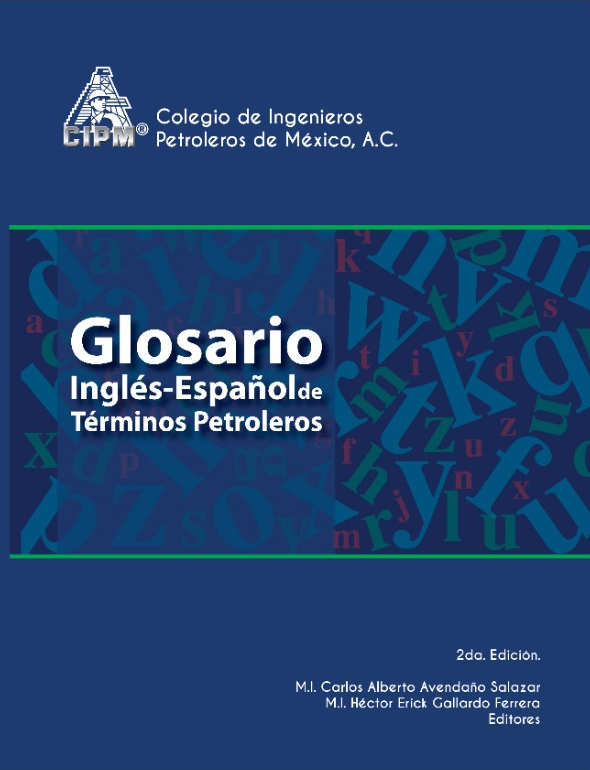 CIPM®
Colegio de Ingenieros
Petroleros de México, A.C.
Glosario
Inglés-Español de
Términos Petroleros
2da. Edición.
M.I. Carlos Alberto Avendaño Salazar
M.I. Héctor Erick Gallardo Ferrera
Editores